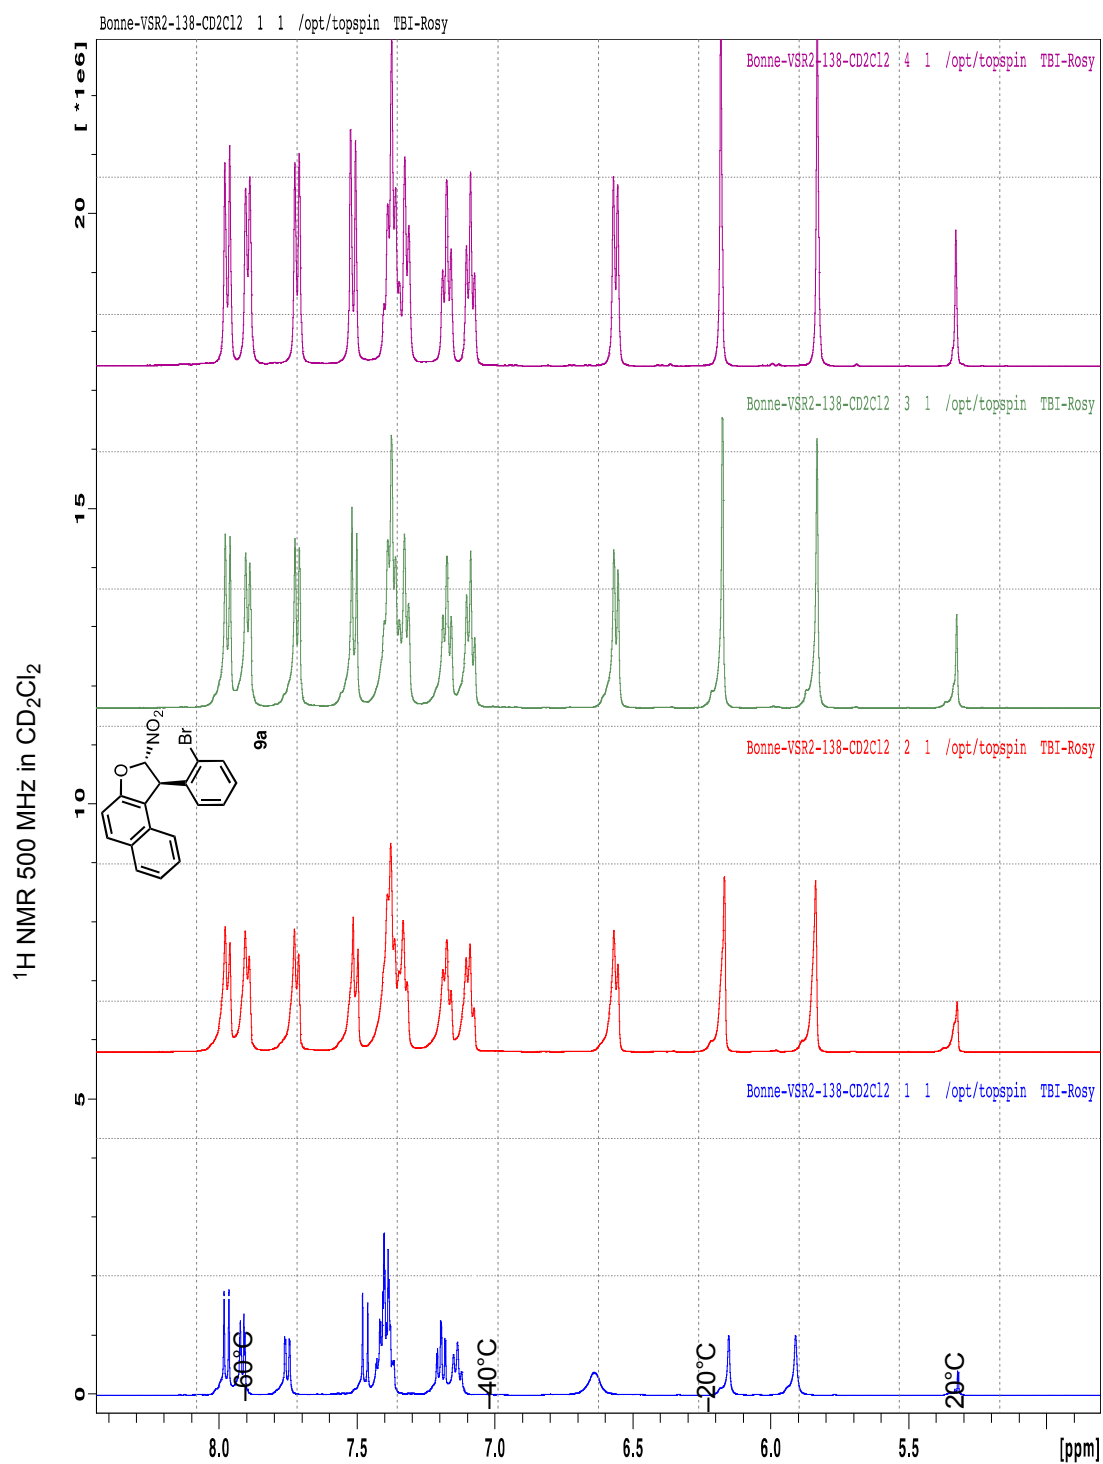 Bonne-VSR2-138-CD2Cl2 1 1 /opt/topspin TBI-Rosy
[ *1e6]
Bonne-VSR2-138-CD2Cl2 4 1 /opt/topspin TBI-Rosy
20
Bonne-VSR2-138-CD2Cl2 3 1 /opt/topspin TBI-Rosy
15
¹H NMR 500 MHz in CD₂Cl₂
NO₂
Br
9a
O
Bonne-VSR2-138-CD2Cl2 2 1 /opt/topspin TBI-Rosy
10
Bonne-VSR2-138-CD2Cl2 1 1 /opt/topspin TBI-Rosy
5
0
–60°C
–40°C
–20°C
20°C
8.0 7.5 7.0 6.5 6.0 5.5 [ppm]